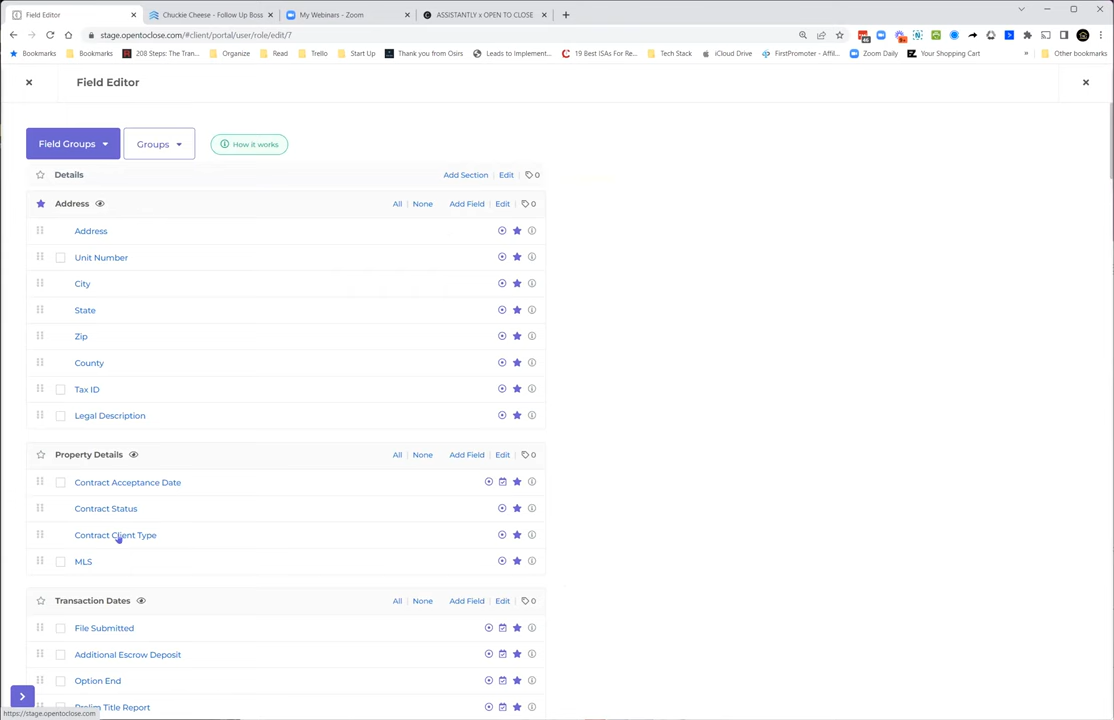 Field Editor
Chuckie Cheese - Follow Up Boss
My Webinars - Zoom
ASSISTANTLY x OPEN TO CLOSE
stage.opentoclose.com/#client/portal/user/role/edit/7
Bookmarks Bookmarks 208 Steps: The Tran... Organize Read Trello Start Up Thank you from Osirs Leads to Implement... 19 Best ISAs For Re... Tech Stack iCloud Drive FirstPromoter - Affil... Zoom Daily Your Shopping Cart Other bookmarks
Field Editor
Field Groups Groups How it works
Details Add Section | Edit 0
Address All | None Add Field | Edit 0
Address
Unit Number
City
State
Zip
County
Tax ID
Legal Description
Property Details All | None Add Field | Edit 0
Contract Acceptance Date
Contract Status
Contract Client Type
MLS
Transaction Dates All | None Add Field | Edit 0
File Submitted
Additional Escrow Deposit
Option End
Prelim Title Report
https://stage.opentoclose.com